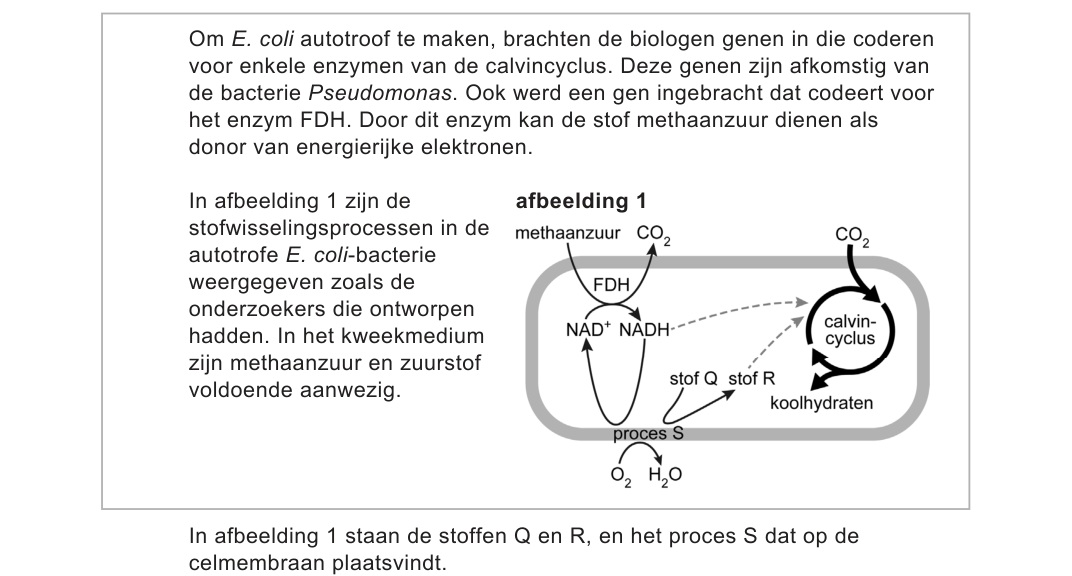 Om E. coli autotroof te maken, brachten de biologen genen in die coderen
voor enkele enzymen van de calvincyclus. Deze genen zijn afkomstig van
de bacterie Pseudomonas. Ook werd een gen ingebracht dat codeert voor
het enzym FDH. Door dit enzym kan de stof methaanzuur dienen als
donor van energierijke elektronen.
In afbeelding 1 zijn de
stofwisselingsprocessen in de
autotrofe E. coli-bacterie
weergegeven zoals de
onderzoekers die ontworpen
hadden. In het kweekmedium
zijn methaanzuur en zuurstof
voldoende aanwezig.
afbeelding 1
methaanzuur CO2
CO2
FDH
NAD+ NADH
calvin-
cyclus
stof Q stof R
koolhydraten
proces S
O2 H2O
In afbeelding 1 staan de stoffen Q en R, en het proces S dat op de
celmembraan plaatsvindt.